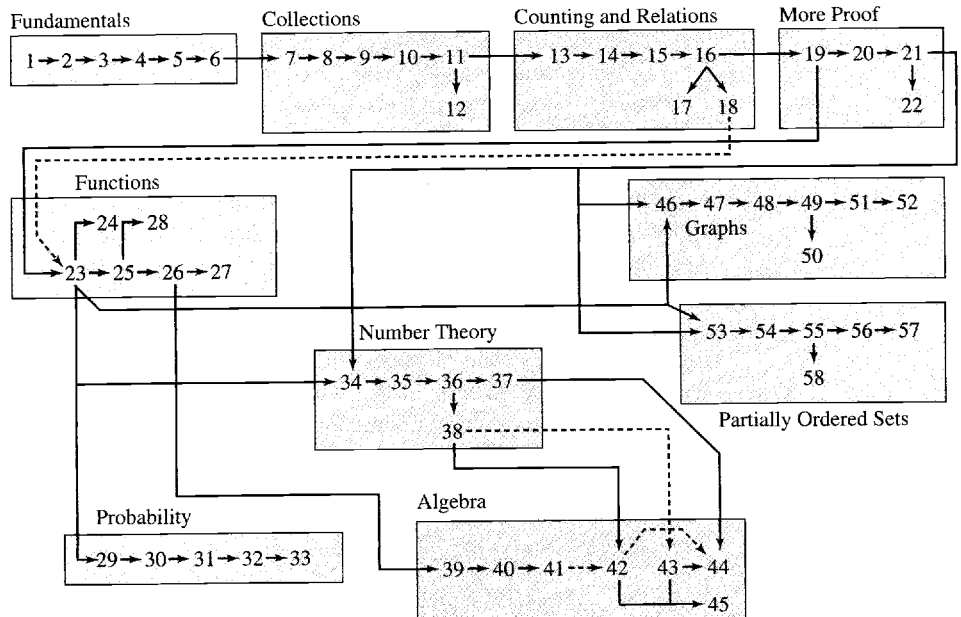 Fundamentals
1 2 3 4 5 6
Collections
7 8 9 10 11
12
Counting and Relations
13 14 15 16
17 18
More Proof
19 20 21
22
Functions
24 28
23 25 26 27
46 47 48 49 51 52
Graphs
50
53 54 55 56 57
58
Partially Ordered Sets
Number Theory
34 35 36 37
38
Probability
29 30 31 32 33
Algebra
39 40 41 42 43 44
45